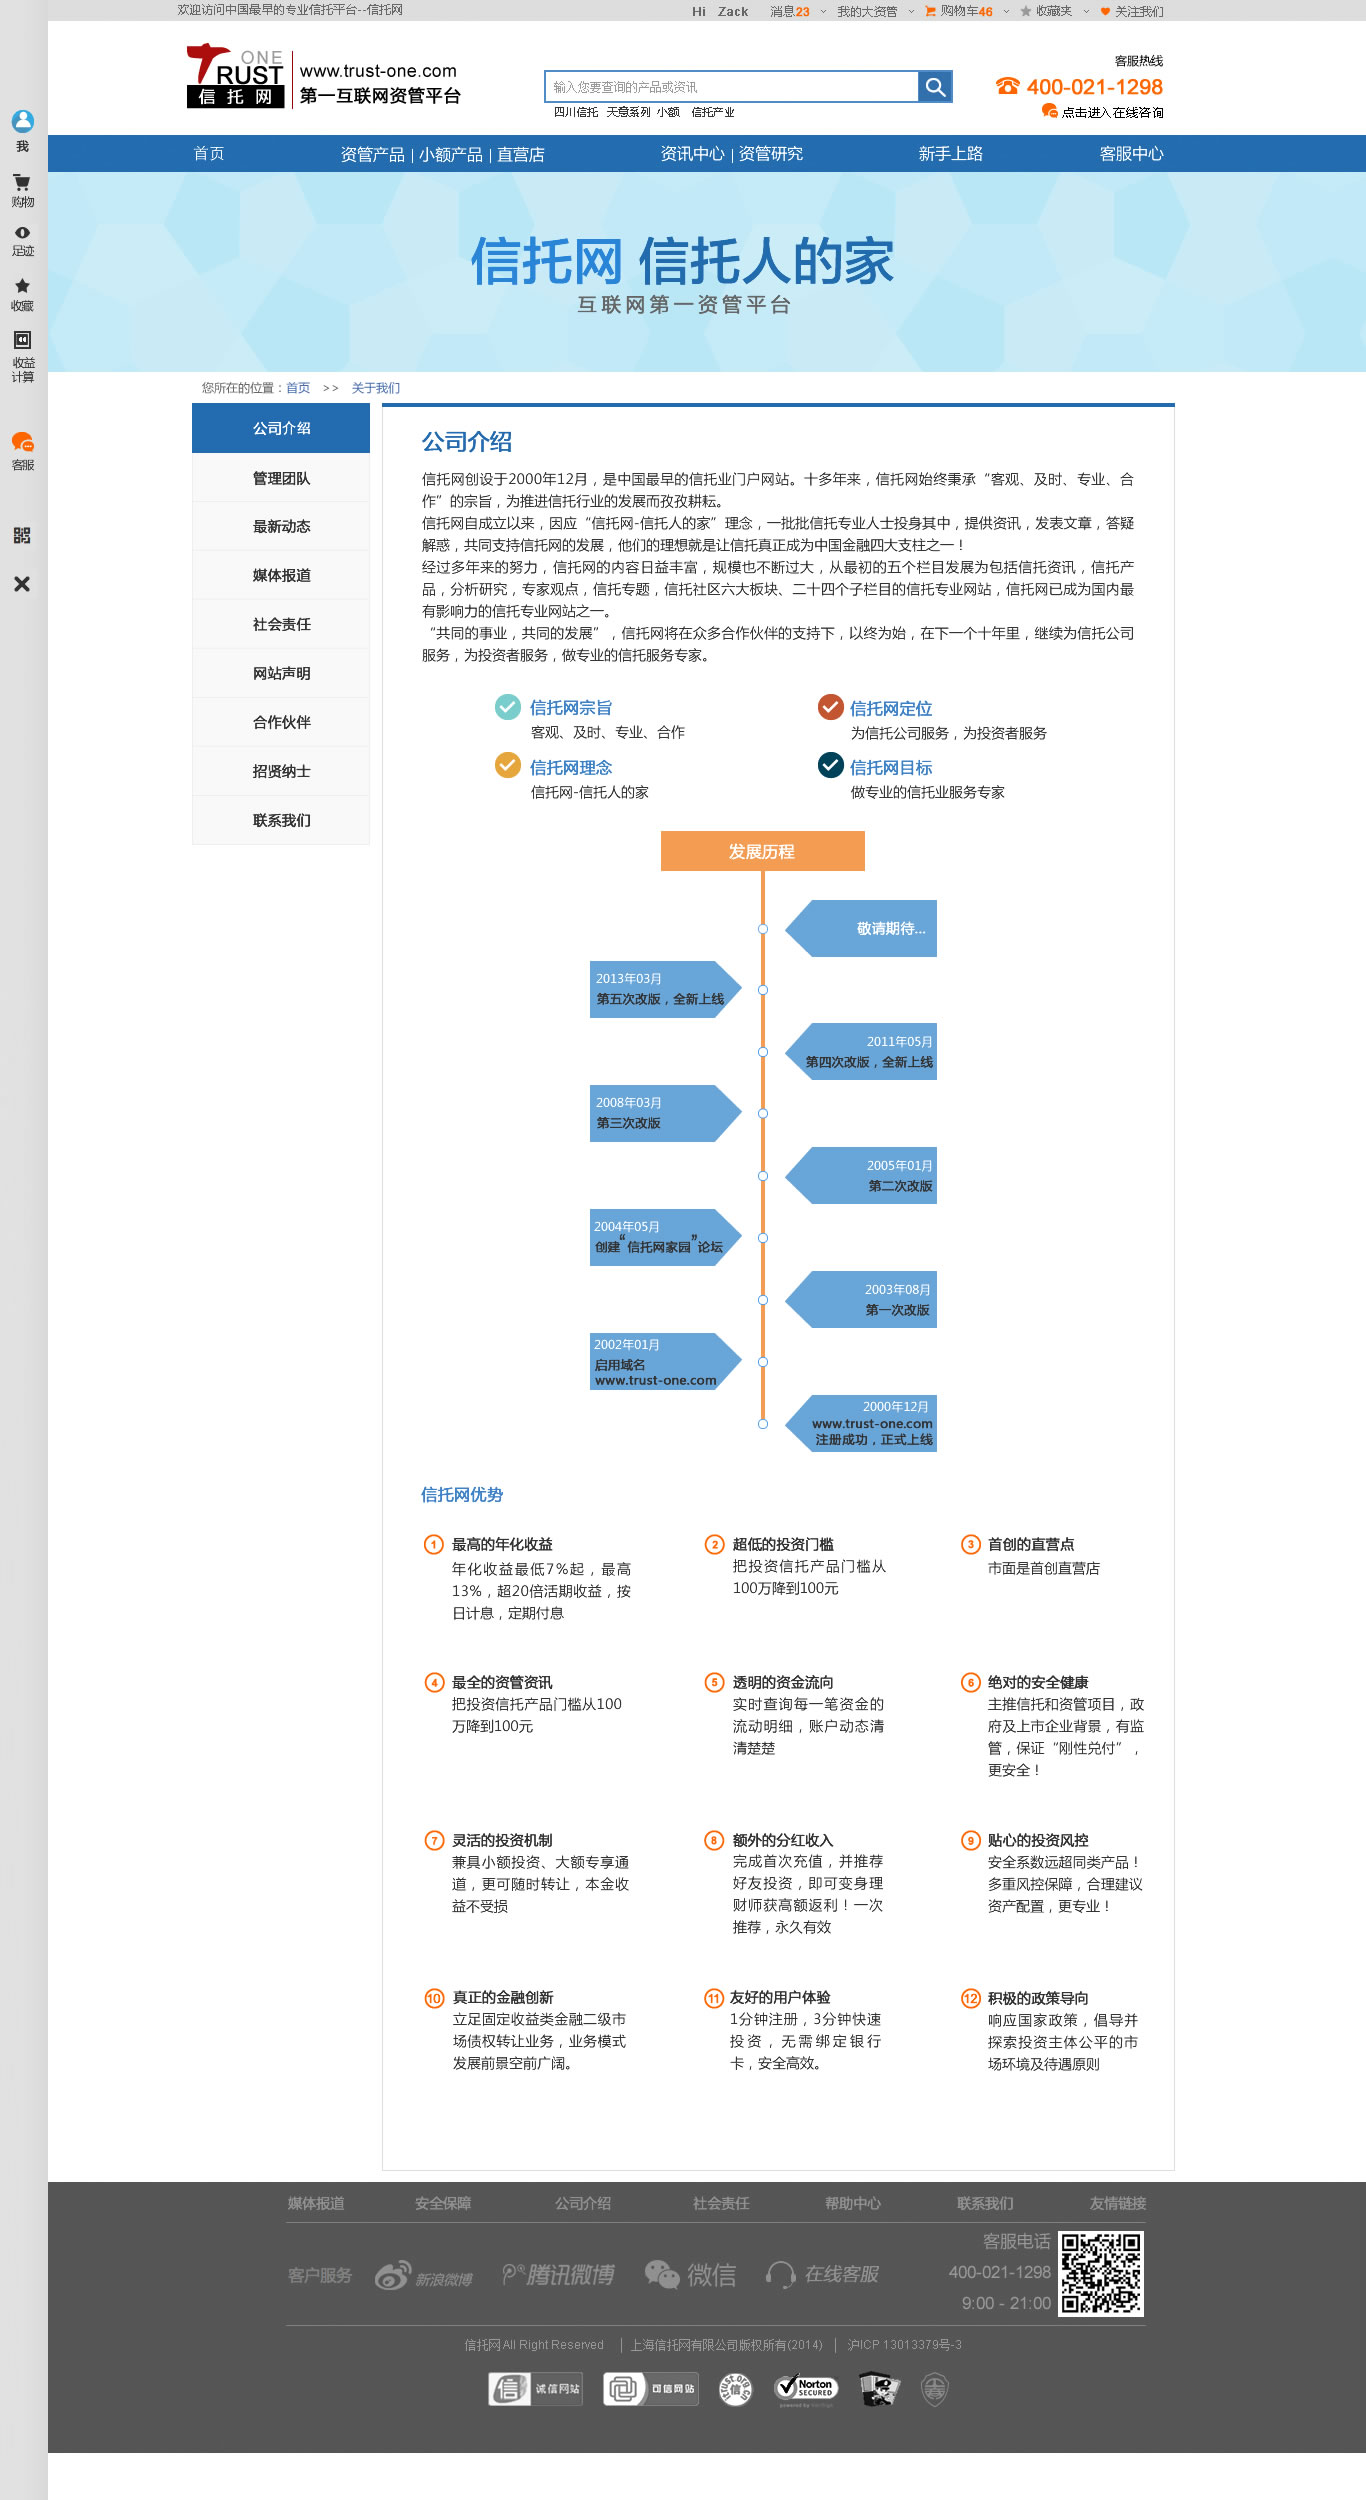 欢迎访问中国最早的专业信托平台--信托网
Hi Zack 消息23 我的大资管 购物车46 收藏夹 关注我们
ONE
TRUST
信托网
www.trust-one.com
第一互联网资管平台
输入您要查询的产品或资讯
四川信托 天意系列 小额 信托产业
客服热线
400-021-1298
点击进入在线咨询
我
购物
足迹
收藏
收益
计算
客服
首页 资管产品 | 小额产品 | 直营店 资讯中心 | 资管研究 新手上路 客服中心
信托网 信托人的家
互联网第一资管平台
您所在的位置：首页 >> 关于我们
公司介绍
管理团队
最新动态
媒体报道
社会责任
网站声明
合作伙伴
招贤纳士
联系我们
公司介绍
信托网创设于2000年12月，是中国最早的信托业门户网站。十多年来，信托网始终秉承“客观、及时、专业、合
作”的宗旨，为推进信托行业的发展而孜孜耕耘。
信托网自成立以来，因应“信托网-信托人的家”理念，一批批信托专业人士投身其中，提供资讯，发表文章，答疑
解惑，共同支持信托网的发展，他们的理想就是让信托真正成为中国金融四大支柱之一！
经过多年来的努力，信托网的内容日益丰富，规模也不断过大，从最初的五个栏目发展为包括信托资讯，信托产
品，分析研究，专家观点，信托专题，信托社区六大板块、二十四个子栏目的信托专业网站，信托网已成为国内最
有影响力的信托专业网站之一。
“共同的事业，共同的发展”，信托网将在众多合作伙伴的支持下，以终为始，在下一个十年里，继续为信托公司
服务，为投资者服务，做专业的信托服务专家。
信托网宗旨
客观、及时、专业、合作
信托网定位
为信托公司服务，为投资者服务
信托网理念
信托网-信托人的家
信托网目标
做专业的信托业服务专家
发展历程
敬请期待...
2013年03月
第五次改版，全新上线
2011年05月
第四次改版，全新上线
2008年03月
第三次改版
2005年01月
第二次改版
2004年05月
创建“信托网家园”论坛
2003年08月
第一次改版
2002年01月
启用域名
www.trust-one.com
2000年12月
www.trust-one.com
注册成功，正式上线
信托网优势
1 最高的年化收益
年化收益最低7%起，最高
13%，超20倍活期收益，按
日计息，定期付息
2 超低的投资门槛
把投资信托产品门槛从
100万降到100元
3 首创的直营点
市面是首创直营店
4 最全的资管资讯
把投资信托产品门槛从100
万降到100元
5 透明的资金流向
实时查询每一笔资金的
流动明细，账户动态清
清楚楚
6 绝对的安全健康
主推信托和资管项目，政
府及上市企业背景，有监
管，保证“刚性兑付”，
更安全！
7 灵活的投资机制
兼具小额投资、大额专享通
道，更可随时转让，本金收
益不受损
8 额外的分红收入
完成首次充值，并推荐
好友投资，即可变身理
财师获高额返利！一次
推荐，永久有效
9 贴心的投资风控
安全系数远超同类产品！
多重风控保障，合理建议
资产配置，更专业！
10 真正的金融创新
立足固定收益类金融二级市
场债权转让业务，业务模式
发展前景空前广阔。
11 友好的用户体验
1分钟注册，3分钟快速
投资，无需绑定银行
卡，安全高效。
12 积极的政策导向
响应国家政策，倡导并
探索投资主体公平的市
场环境及待遇原则
媒体报道 安全保障 公司介绍 社会责任 帮助中心 联系我们 友情链接
客户服务 新浪微博 腾讯微博 微信 在线客服
客服电话
400-021-1298
9:00 - 21:00
信托网 All Right Reserved | 上海信托网有限公司版权所有(2014) | 沪ICP 13013379号-3
信 诚信网站 可信网站 信 Norton
SECURED